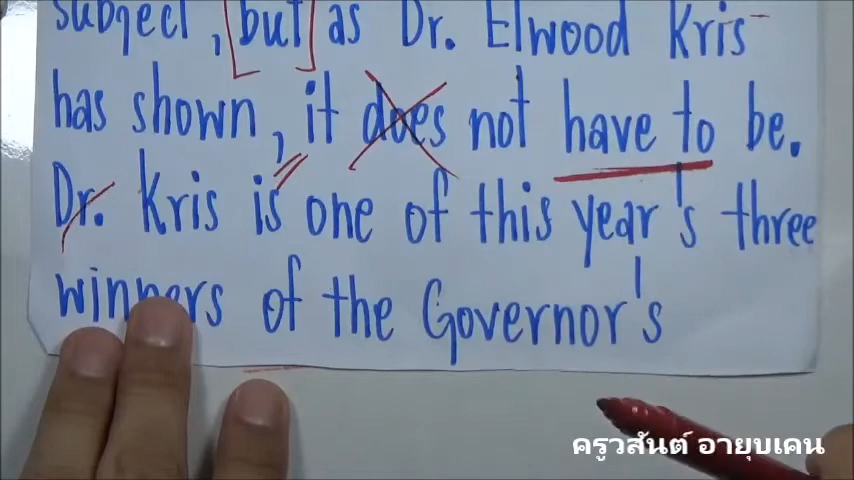 subject, but as Dr. Elwood Kris
has shown, it does not have to be.
Dr. Kris is one of this year's three
winners of the Governor's
ครูวสันต์ อายุบเคน